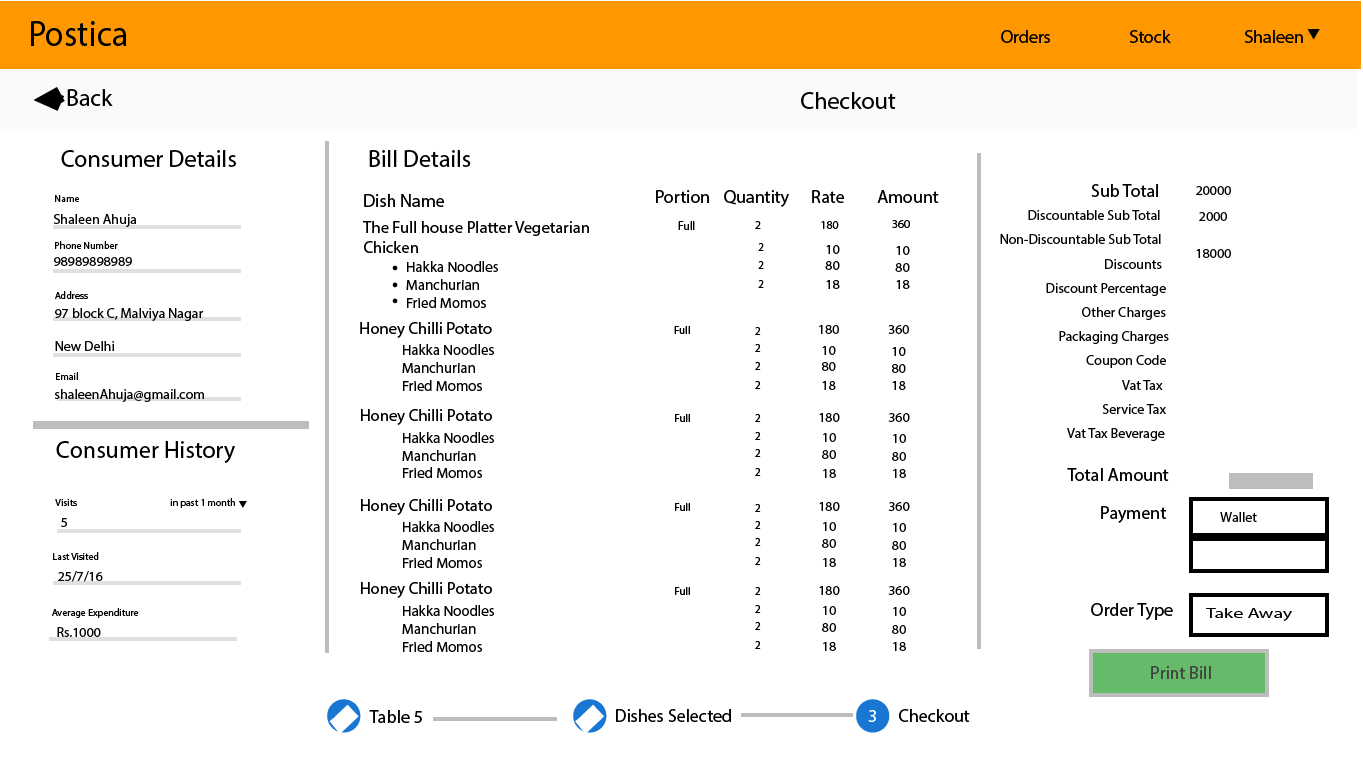 Postica
Orders Stock Shaleen
Back
Checkout
Consumer Details
Name
Shaleen Ahuja
Phone Number
98989898989
Address
97 block C, Malviya Nagar
New Delhi
Email
shaleenAhuja@gmail.com
Consumer History
Visits in past 1 month
5
Last Visited
25/7/16
Average Expenditure
Rs.1000
Bill Details
Dish Name Portion Quantity Rate Amount
The Full house Platter Vegetarian Full 2 180 360
Chicken 2 10 10
• Hakka Noodles 2 80 80
• Manchurian 2 18 18
• Fried Momos
Honey Chilli Potato Full 2 180 360
Hakka Noodles 2 10 10
Manchurian 2 80 80
Fried Momos 2 18 18
Honey Chilli Potato Full 2 180 360
Hakka Noodles 2 10 10
Manchurian 2 80 80
Fried Momos 2 18 18
Honey Chilli Potato Full 2 180 360
Hakka Noodles 2 10 10
Manchurian 2 80 80
Fried Momos 2 18 18
Honey Chilli Potato Full 2 180 360
Hakka Noodles 2 10 10
Manchurian 2 80 80
Fried Momos 2 18 18
Sub Total 20000
Discountable Sub Total 2000
Non-Discountable Sub Total 18000
Discounts
Discount Percentage
Other Charges
Packaging Charges
Coupon Code
Vat Tax
Service Tax
Vat Tax Beverage
Total Amount
Payment Wallet
Order Type Take Away
Print Bill
Table 5 Dishes Selected 3 Checkout